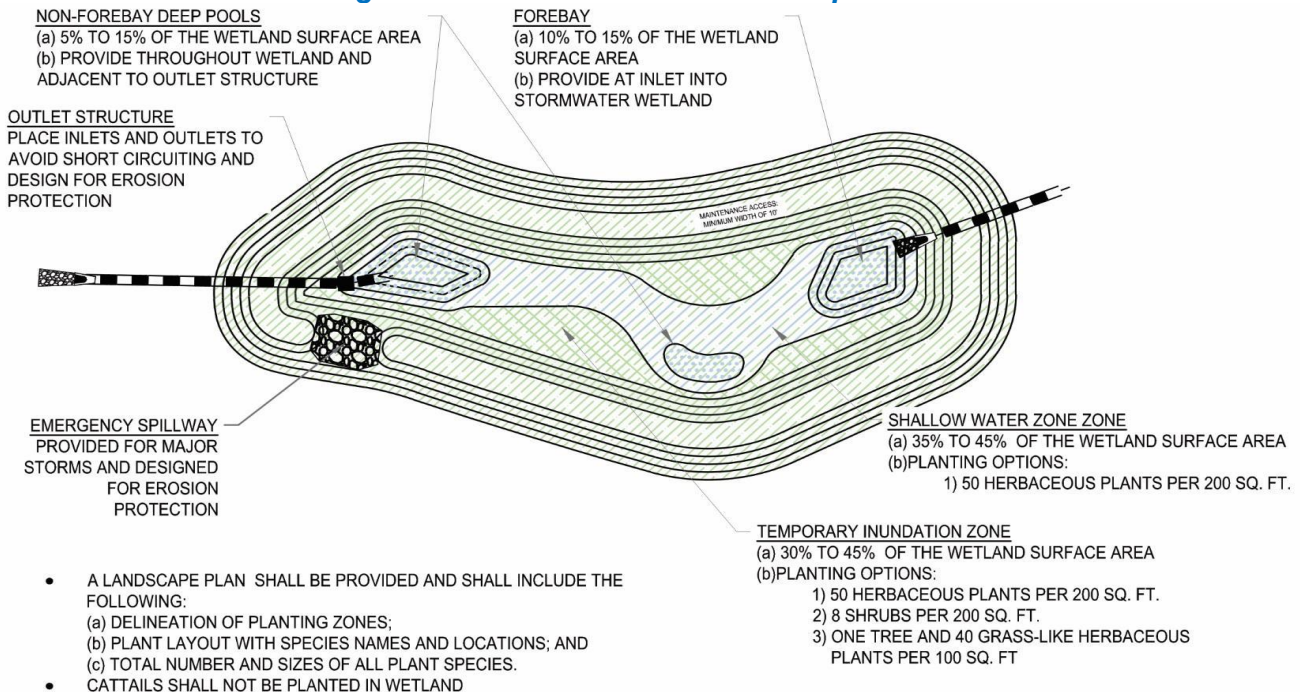 NON-FOREBAY DEEP POOLS
(a) 5% TO 15% OF THE WETLAND SURFACE AREA
(b) PROVIDE THROUGHOUT WETLAND AND
ADJACENT TO OUTLET STRUCTURE
FOREBAY
(a) 10% TO 15% OF THE WETLAND
SURFACE AREA
(b) PROVIDE AT INLET INTO
STORMWATER WETLAND
OUTLET STRUCTURE
PLACE INLETS AND OUTLETS TO
AVOID SHORT CIRCUITING AND
DESIGN FOR EROSION
PROTECTION
MAINTENANCE ACCESS:
MINIMUM WIDTH OF 10'
EMERGENCY SPILLWAY
PROVIDED FOR MAJOR
STORMS AND DESIGNED
FOR EROSION
PROTECTION
SHALLOW WATER ZONE ZONE
(a) 35% TO 45% OF THE WETLAND SURFACE AREA
(b)PLANTING OPTIONS:
1) 50 HERBACEOUS PLANTS PER 200 SQ. FT.
TEMPORARY INUNDATION ZONE
(a) 30% TO 45% OF THE WETLAND SURFACE AREA
(b)PLANTING OPTIONS:
1) 50 HERBACEOUS PLANTS PER 200 SQ. FT.
2) 8 SHRUBS PER 200 SQ. FT.
3) ONE TREE AND 40 GRASS-LIKE HERBACEOUS
PLANTS PER 100 SQ. FT
• A LANDSCAPE PLAN SHALL BE PROVIDED AND SHALL INCLUDE THE
FOLLOWING:
(a) DELINEATION OF PLANTING ZONES;
(b) PLANT LAYOUT WITH SPECIES NAMES AND LOCATIONS; AND
(c) TOTAL NUMBER AND SIZES OF ALL PLANT SPECIES.
• CATTAILS SHALL NOT BE PLANTED IN WETLAND